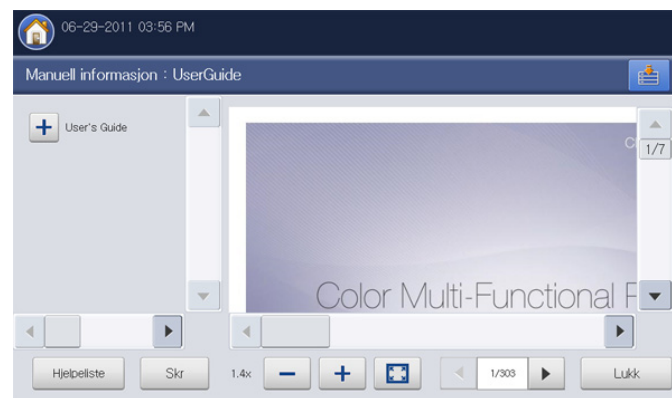 06-29-2011 03:56 PM
Manuell informasjon : UserGuide
User's Guide
1/7
Color Multi-Functional
Hjelpeliste
Skr
1.4x
1/303
Lukk